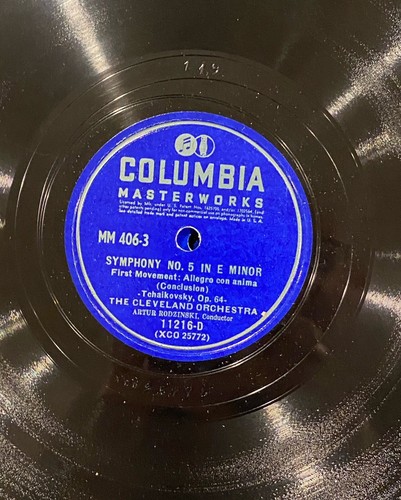 COLUMBIA
MASTERWORKS
MM 406-3
SYMPHONY NO. 5 IN E MINOR
First Movement: Allegro con anima
(Conclusion)
-Tchaikovsky, Op. 64-
THE CLEVELAND ORCHESTRA
ARTUR RODZINSKI, Conductor
11216-D
(XCO 25772)